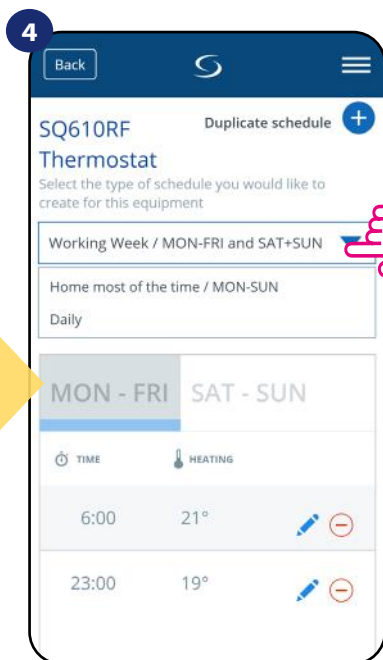 4
Back
SQ610RF
Thermostat
Duplicate schedule
Select the type of schedule you would like to
create for this equipment
Working Week / MON-FRI and SAT+SUN
Home most of the time / MON-SUN
Daily
MON - FRI SAT - SUN
TIME HEATING
6:00 21°
23:00 19°